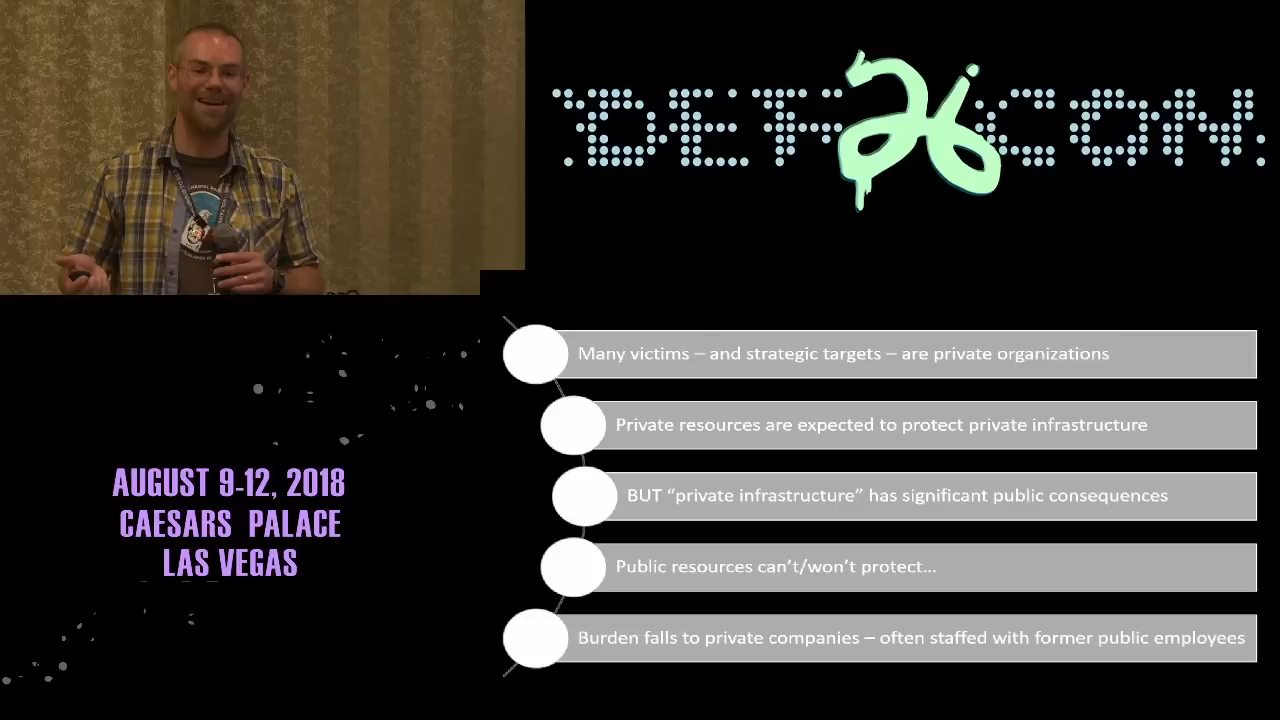 DEF 26 CON
Many victims – and strategic targets – are private organizations
Private resources are expected to protect private infrastructure
BUT “private infrastructure” has significant public consequences
Public resources can’t/won’t protect…
Burden falls to private companies – often staffed with former public employees
AUGUST 9-12, 2018
CAESARS PALACE
LAS VEGAS